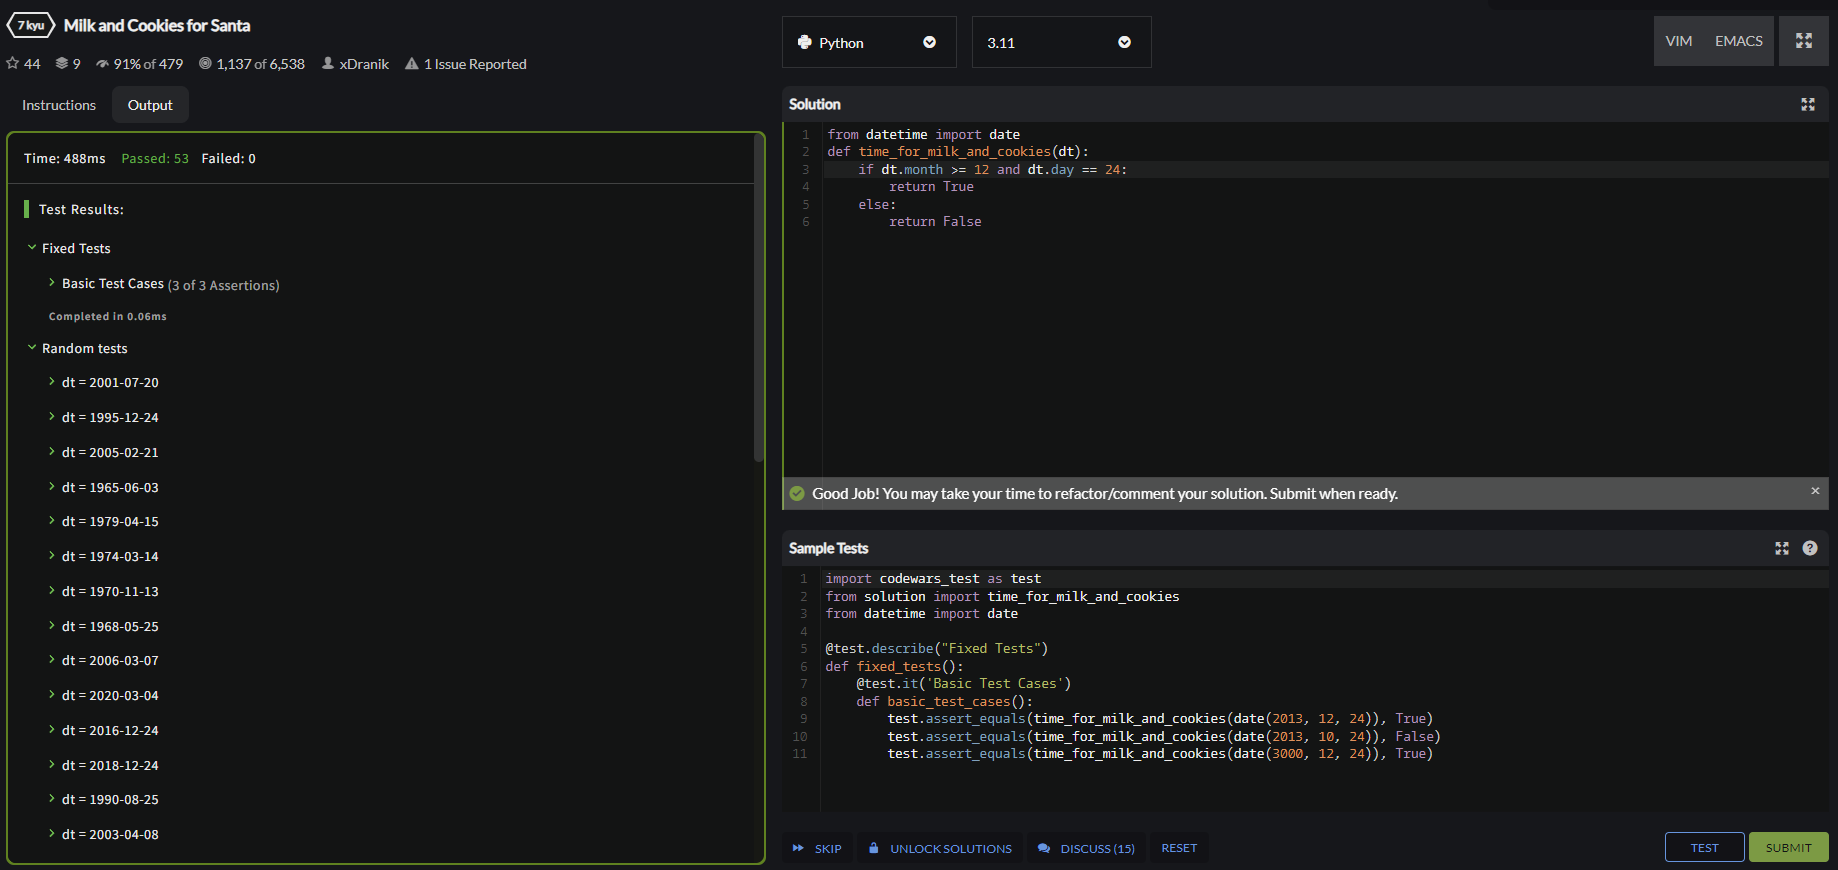 7 kyu Milk and Cookies for Santa
44 9 91% of 479 1,137 of 6,538 xDranik 1 Issue Reported
Instructions Output
Time: 488ms Passed: 53 Failed: 0
Test Results:
Fixed Tests
Basic Test Cases (3 of 3 Assertions)
Completed in 0.06ms
Random tests
dt = 2001-07-20
dt = 1995-12-24
dt = 2005-02-21
dt = 1965-06-03
dt = 1979-04-15
dt = 1974-03-14
dt = 1970-11-13
dt = 1968-05-25
dt = 2006-03-07
dt = 2020-03-04
dt = 2016-12-24
dt = 2018-12-24
dt = 1990-08-25
dt = 2003-04-08
Python 3.11 VIM EMACS
Solution
1 from datetime import date
2 def time_for_milk_and_cookies(dt):
3 if dt.month >= 12 and dt.day == 24:
4 return True
5 else:
6 return False
Good Job! You may take your time to refactor/comment your solution. Submit when ready. ×
Sample Tests ?
1 import codewars_test as test
2 from solution import time_for_milk_and_cookies
3 from datetime import date
4
5 @test.describe("Fixed Tests")
6 def fixed_tests():
7 @test.it('Basic Test Cases')
8 def basic_test_cases():
9 test.assert_equals(time_for_milk_and_cookies(date(2013, 12, 24)), True)
10 test.assert_equals(time_for_milk_and_cookies(date(2013, 10, 24)), False)
11 test.assert_equals(time_for_milk_and_cookies(date(3000, 12, 24)), True)
SKIP UNLOCK SOLUTIONS DISCUSS (15) RESET TEST SUBMIT